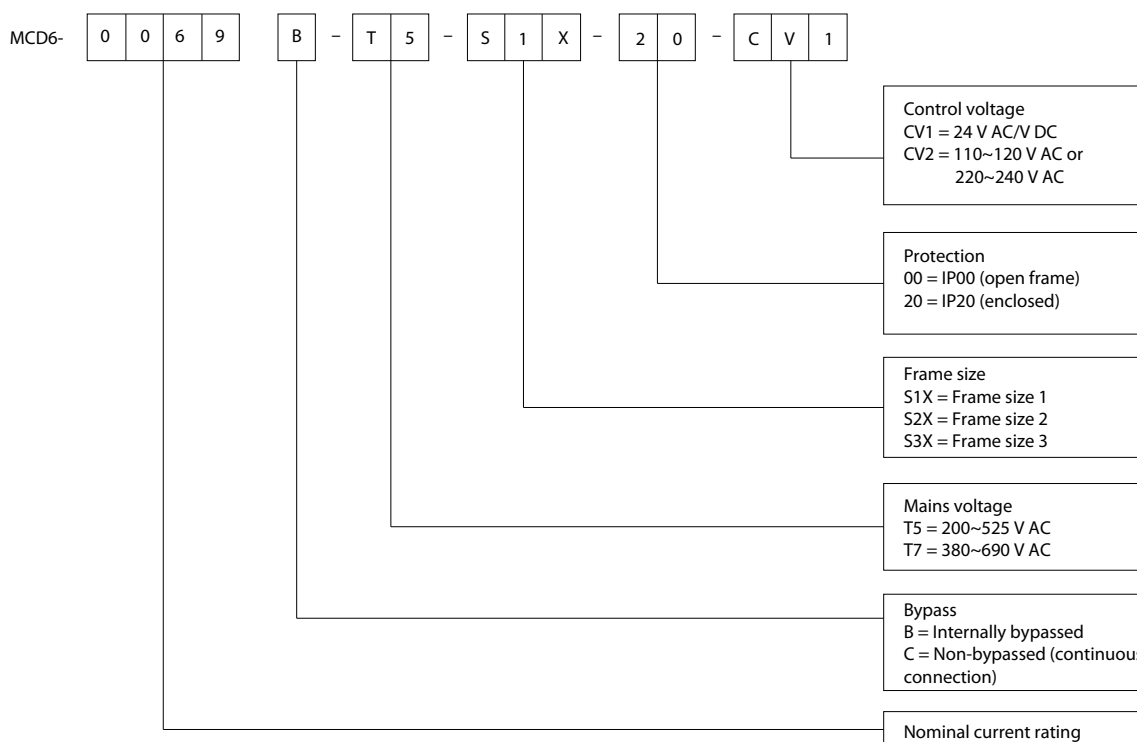 MCD6- 0 0 6 9 B – T 5 – S 1 X – 2 0 – C V 1
Control voltage
CV1 = 24 V AC/V DC
CV2 = 110~120 V AC or
220~240 V AC
Protection
00 = IP00 (open frame)
20 = IP20 (enclosed)
Frame size
S1X = Frame size 1
S2X = Frame size 2
S3X = Frame size 3
Mains voltage
T5 = 200~525 V AC
T7 = 380~690 V AC
Bypass
B = Internally bypassed
C = Non-bypassed (continuous
connection)
Nominal current rating